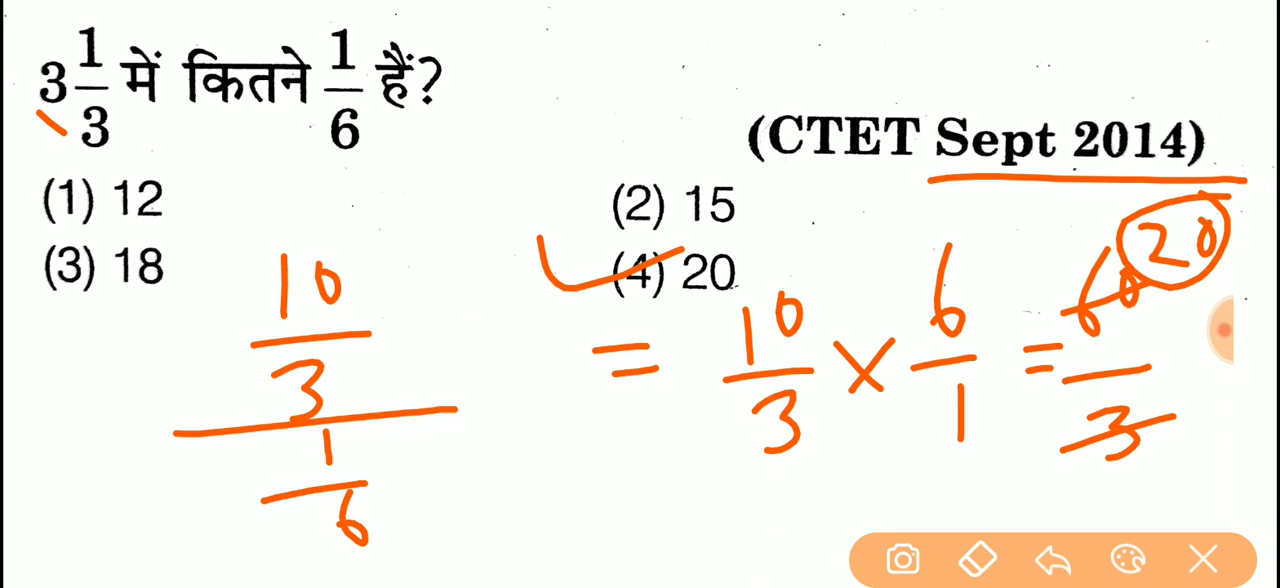 3 1/3 में कितने 1/6 हैं?
(CTET Sept 2014)
(1) 12
(2) 15
(3) 18
(4) 20
10/3 / 1/6 = 10/3 × 6/1 = 60/3 20